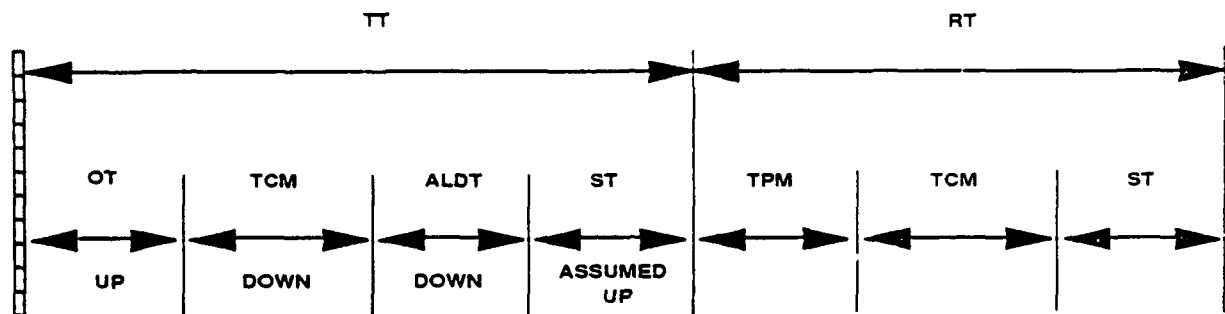 TT RT
OT TCM ALDT ST TPM TCM ST
UP DOWN DOWN ASSUMED
UP